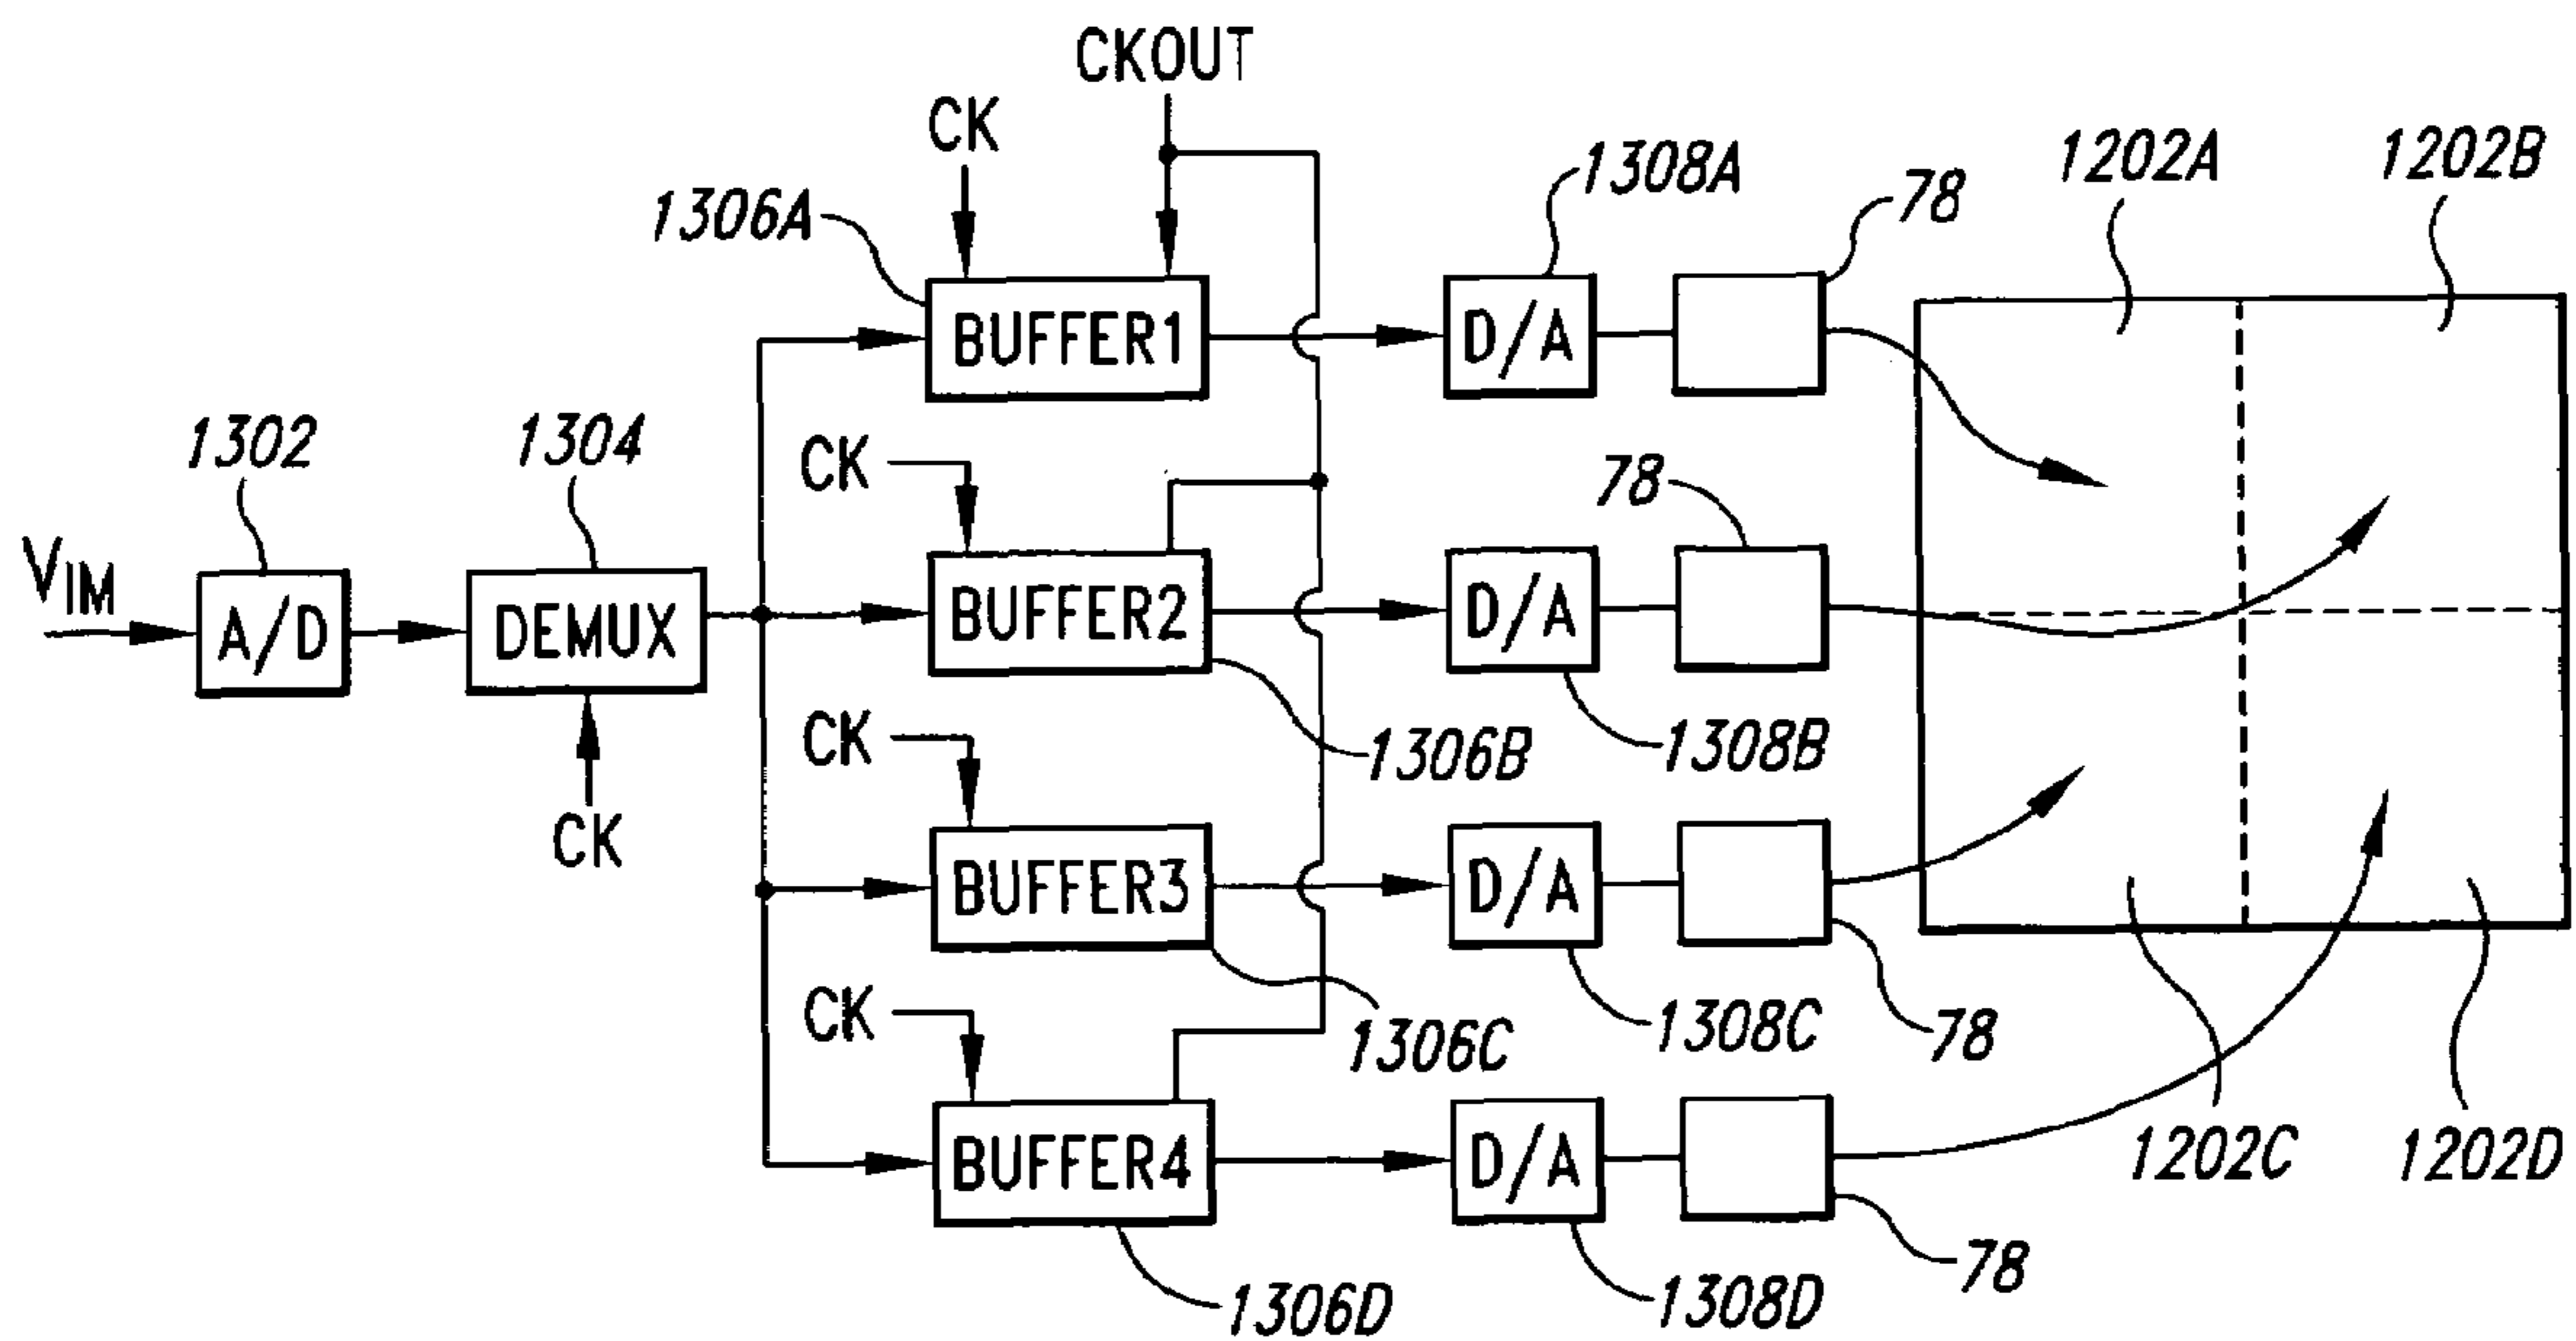 CKOUT
CK
1306A
1308A
78
1202A
1202B
BUFFER1
D/A
1302
1304
CK
78
VIM
A/D
DEMUX
BUFFER2
D/A
CK
CK
1306B
1308B
BUFFER3
D/A
CK
1306C
1308C
78
BUFFER4
D/A
1202C
1202D
1306D
1308D
78